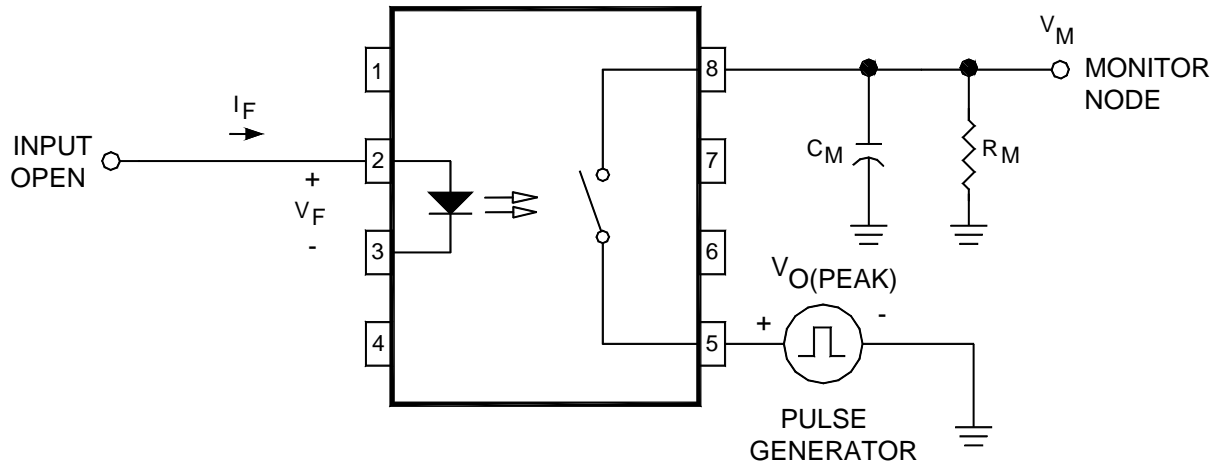 V_M
1
8
MONITOR
NODE
I_F
INPUT
OPEN
2
7
C_M
R_M
+
V_F
-
3
6
V_O(PEAK)
+
-
4
5
PULSE
GENERATOR